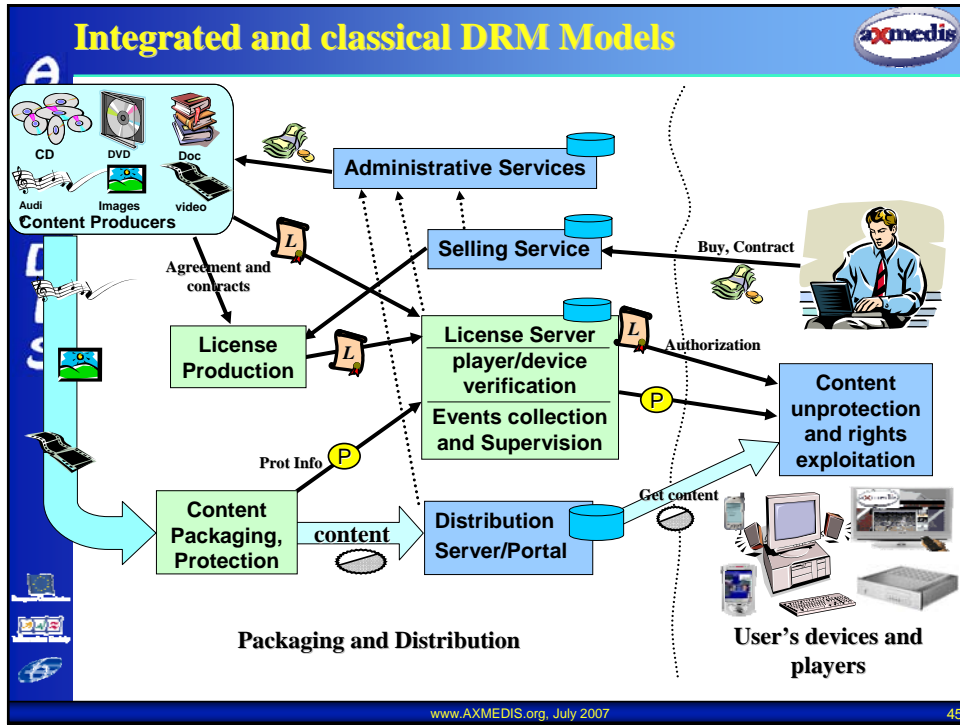 Integrated and classical DRM Models
axmedis
CD
DVD
Doc
Audi
o
Images
video
Content Producers
Administrative Services
Selling Service
Buy, Contract
L
Agreement and
contracts
License
Production
L
License Server
player/device
verification
Events collection
and Supervision
L
Authorization
P
Content
unprotection
and rights
exploitation
Prot Info
P
Content
Packaging,
Protection
content
Distribution
Server/Portal
Get content
Packaging and Distribution
User's devices and
players
www.AXMEDIS.org, July 2007
45